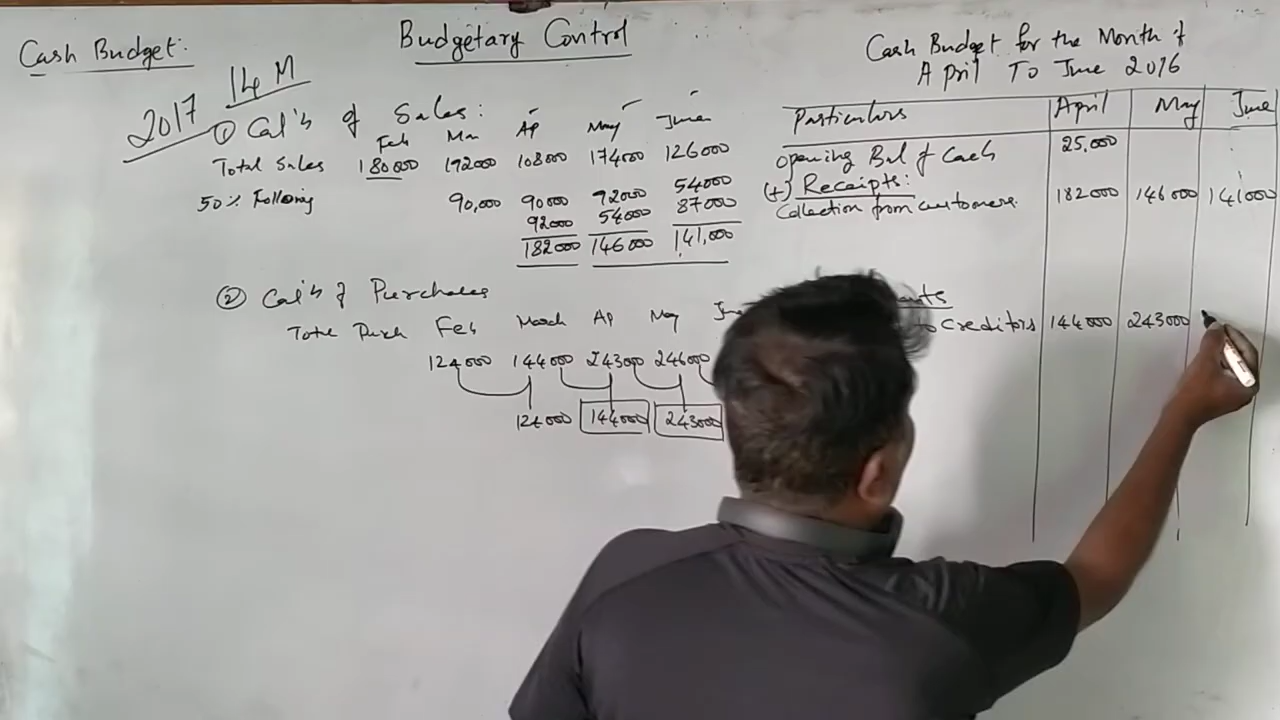 Cash Budget:
Budgetary Control
2017 14 M
① Cal's of Sales:
Feb Mar Ap May June
Total Sales 180000 192000 108000 174000 126000
50% Following 90,000 90000 92000 54000
92000 54000 87000
182000 146000 141,000
② Cal's of Purchases
Feb March Ap May
Purch
124000 144000 243000 246000
124000 144000 243000
Cash Budget for the Month of
April To June 2016
Particulars April May June
Opening Bal of Cash 25,000
(+) Receipts:
Collection from customers. 182000 146000 141000
to Creditors 144000 243000